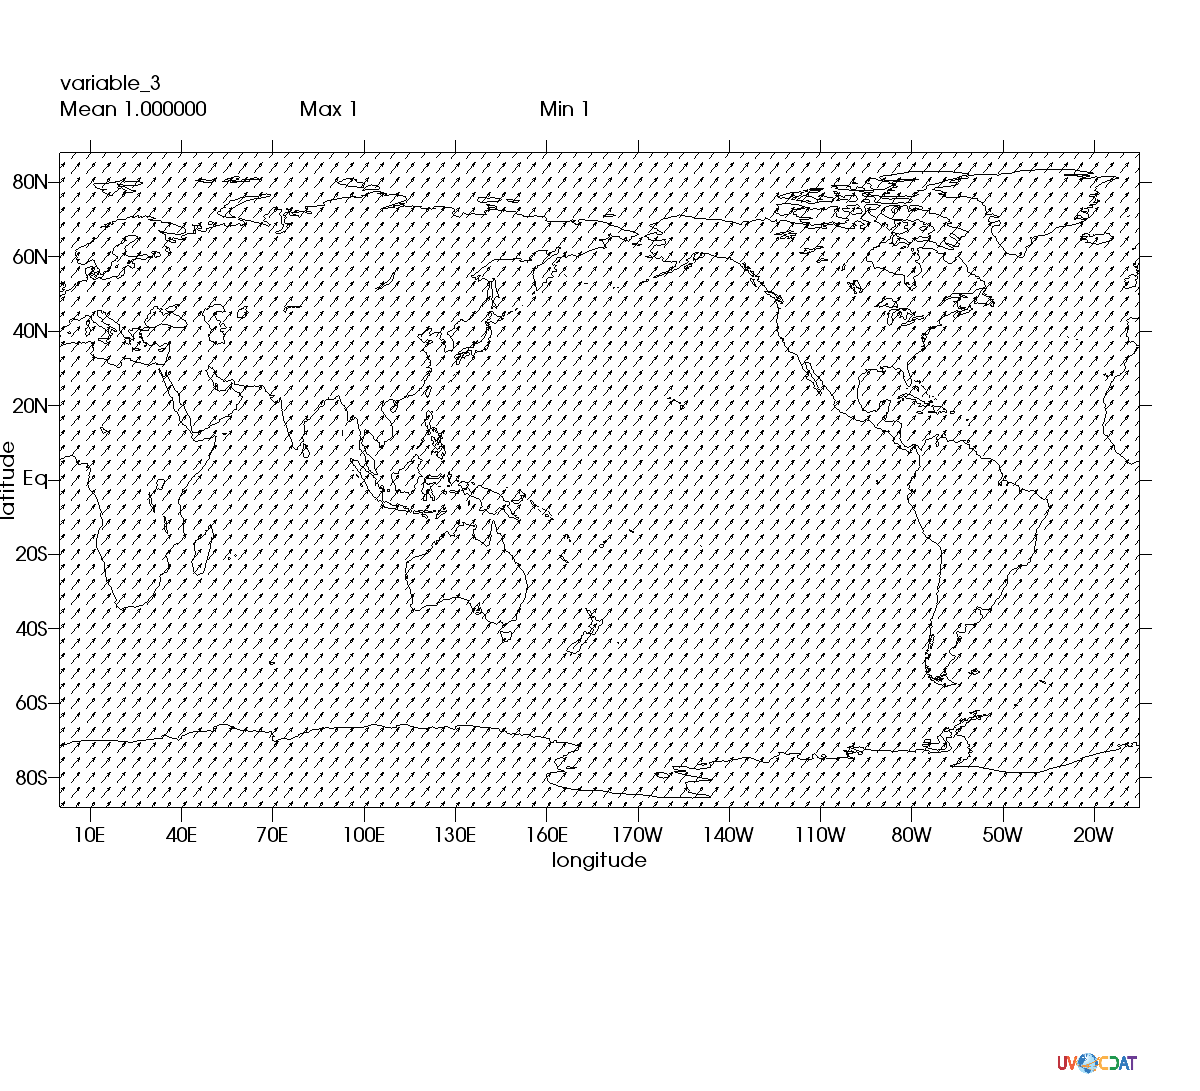 variable_3
Mean 1.000000 Max 1 Min 1
80N
60N
40N
20N
Eq
20S
40S
60S
80S
latitude
10E 40E 70E 100E 130E 160E 170W 140W 110W 80W 50W 20W
longitude
UV CDAT